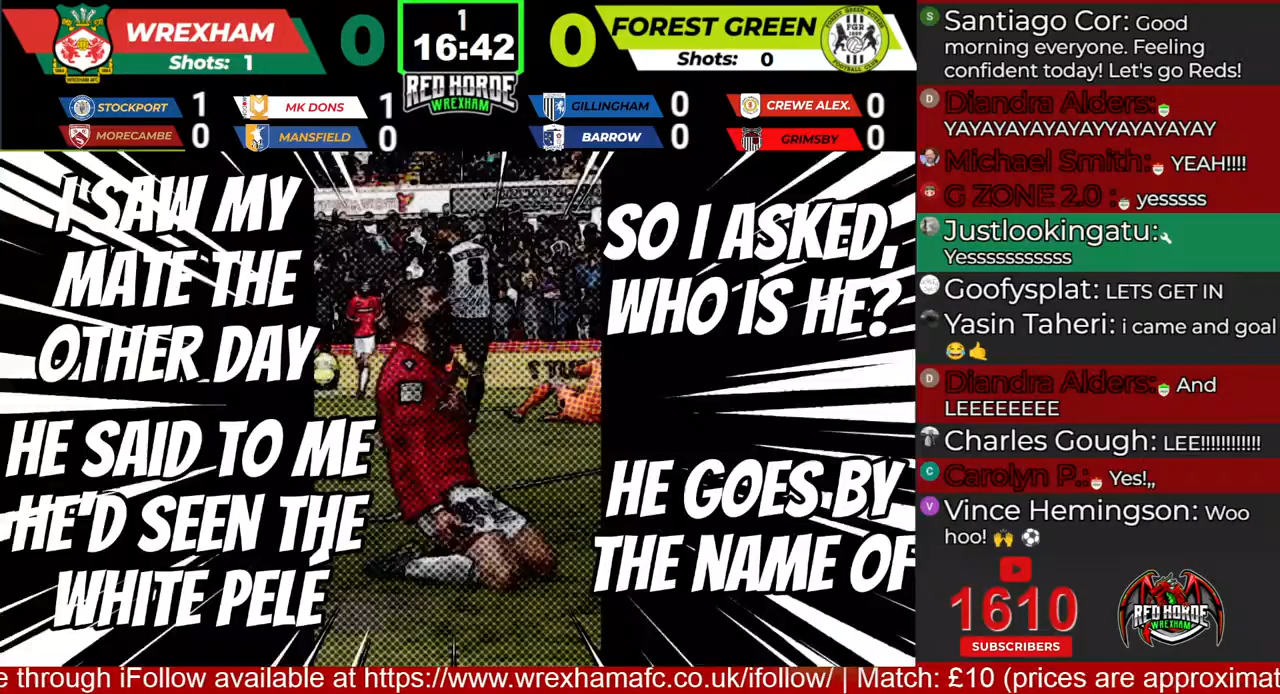 WREXHAM
Shots: 1
0
1
16:42
RED HORDE
WREXHAM
0
FOREST GREEN
Shots: 0
STOCKPORT 1
MORECAMBE 0
MK DONS 1
MANSFIELD 0
GILLINGHAM 0
BARROW 0
CREWE ALEX. 0
GRIMSBY 0
I SAW MY
MATE THE
OTHER DAY
HE SAID TO ME
HE'D SEEN THE
WHITE PELÉ
SO I ASKED,
WHO IS HE?
HE GOES BY
THE NAME OF
Santiago Cor: Good
morning everyone. Feeling
confident today! Let's go Reds!
Diandra Alders:
YAYAYAYAYAYAYYAYAYAYAY
Michael Smith: YEAH!!!!
G ZONE 2.0 : yesssss
Justlookingatu:
Yesssssssssss
Goofysplat: LETS GET IN
Yasin Taheri: i came and goal
😂🤙
Diandra Alders: And
LEEEEEEEE
Charles Gough: LEE!!!!!!!!!!!!
Carolyn P.: Yes!,,
Vince Hemingson: Woo
hoo! 🙌 ⚽
1610
SUBSCRIBERS
RED HORDE
WREXHAM
e through iFollow available at https://www.wrexhamafc.co.uk/ifollow/ | Match: £10 (prices are approximat